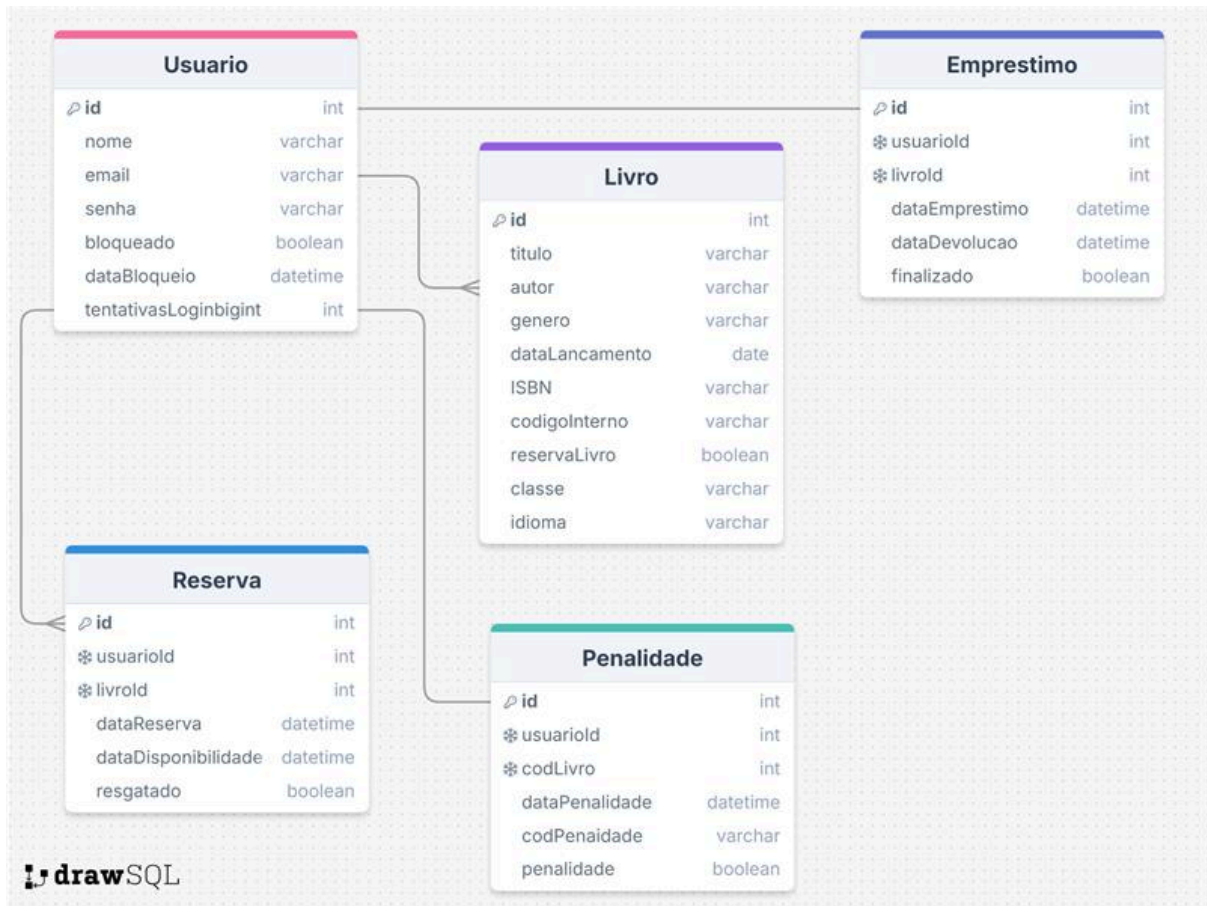 Usuario
id int
nome varchar
email varchar
senha varchar
bloqueado boolean
dataBloqueio datetime
tentativasLoginbigint int
Emprestimo
id int
usuarioId int
livroId int
dataEmprestimo datetime
dataDevolucao datetime
finalizado boolean
Livro
id int
titulo varchar
autor varchar
genero varchar
dataLancamento date
ISBN varchar
codigoInterno varchar
reservaLivro boolean
classe varchar
idioma varchar
Reserva
id int
usuarioId int
livroId int
dataReserva datetime
dataDisponibilidade datetime
resgatado boolean
Penalidade
id int
usuarioId int
codLivro int
dataPenalidade datetime
codPenaidade varchar
penalidade boolean
drawSQL